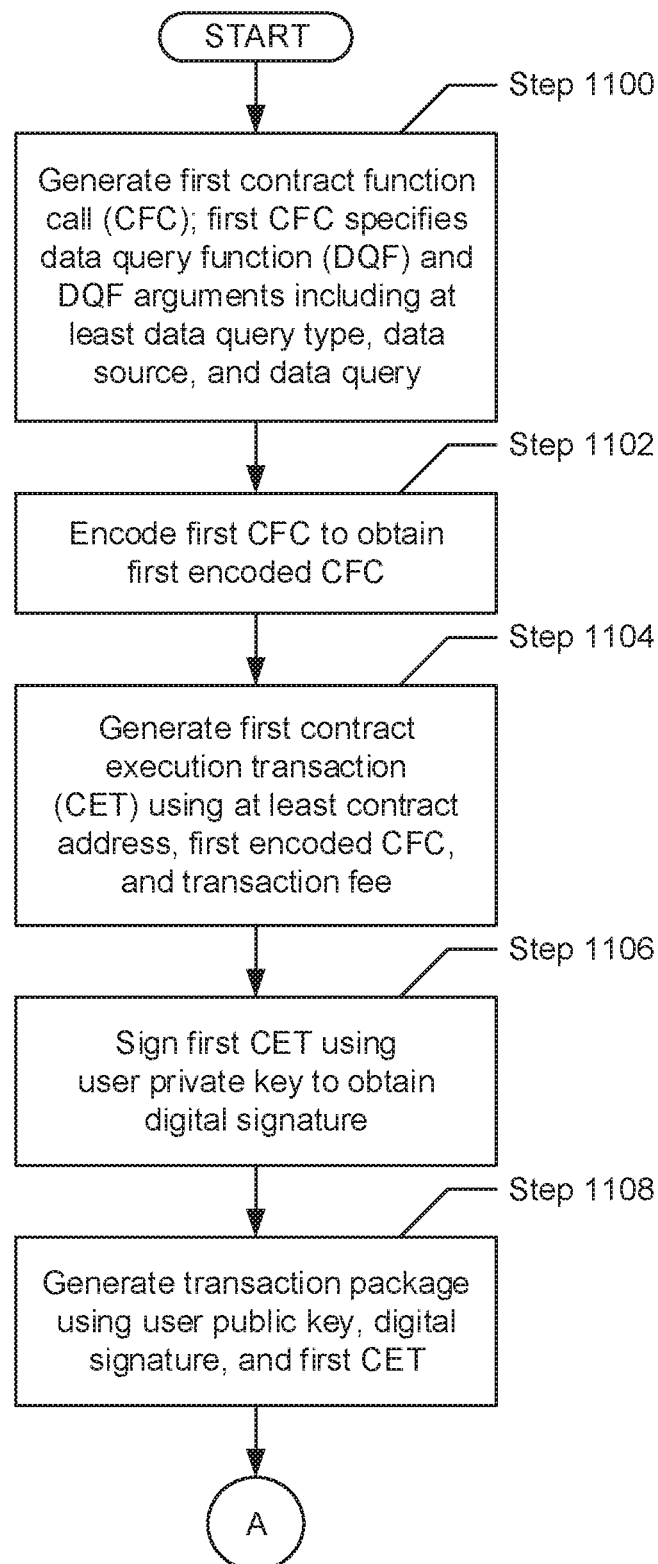 START
Step 1100
Generate first contract function
call (CFC); first CFC specifies
data query function (DQF) and
DQF arguments including at
least data query type, data
source, and data query
Step 1102
Encode first CFC to obtain
first encoded CFC
Step 1104
Generate first contract
execution transaction
(CET) using at least contract
address, first encoded CFC,
and transaction fee
Step 1106
Sign first CET using
user private key to obtain
digital signature
Step 1108
Generate transaction package
using user public key, digital
signature, and first CET
A